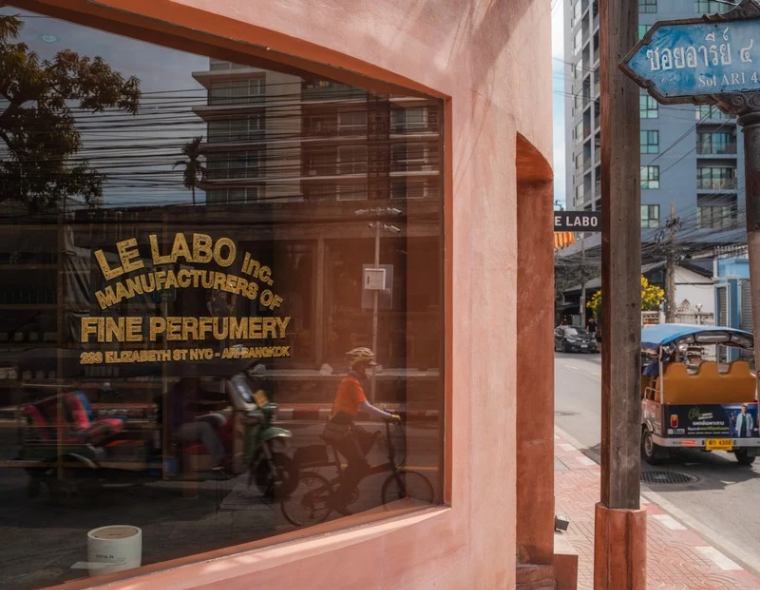 LE LABO Inc.
MANUFACTURERS OF
FINE PERFUMERY
233 ELIZABETH ST NYC - ARI BANGKOK
ซอยอารีย์ ๔
Soi ARI 4
E LABO